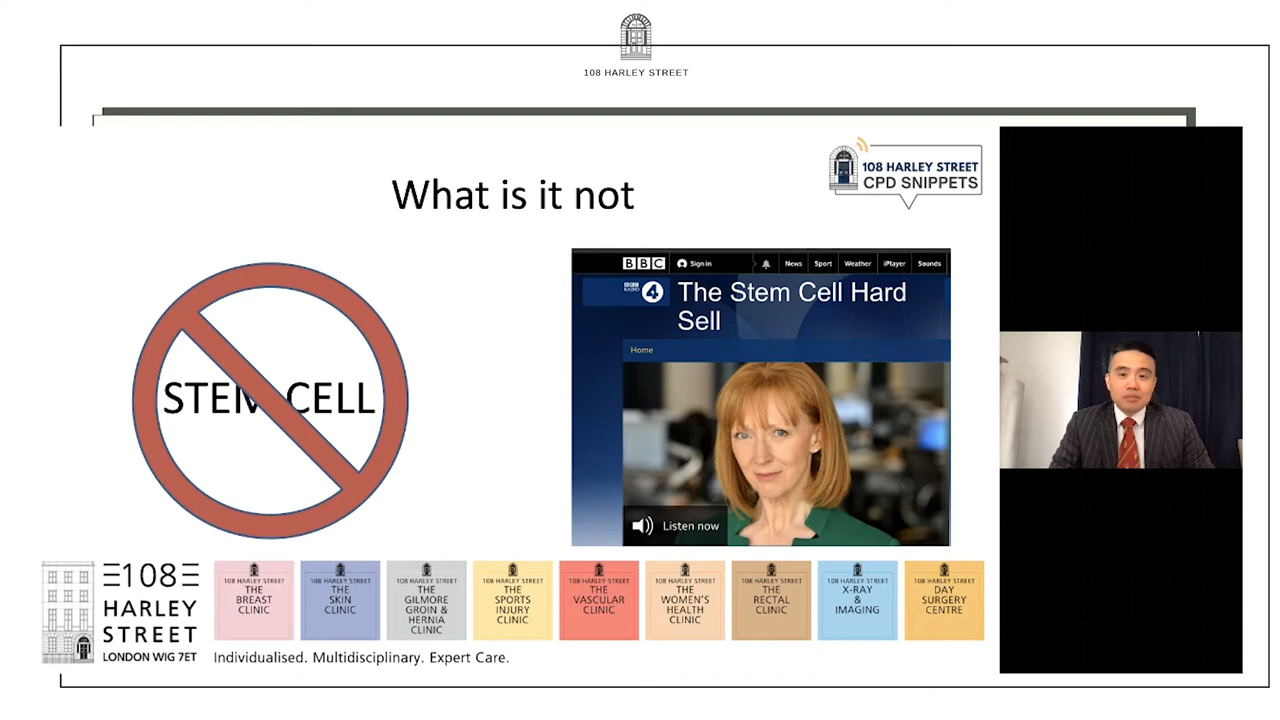 108 HARLEY STREET
108 HARLEY STREET
CPD SNIPPETS
What is it not
STEM CELL
BBC
Sign in
News
Sport
Weather
iPlayer
Sounds
BBC
RADIO
4
The Stem Cell Hard
Sell
Home
Listen now
108
HARLEY
STREET
LONDON W1G 7ET
108 HARLEY STREET
THE
BREAST
CLINIC
108 HARLEY STREET
THE
SKIN
CLINIC
108 HARLEY STREET
THE
GILMORE
GROIN &
HERNIA
CLINIC
108 HARLEY STREET
THE
SPORTS
INJURY
CLINIC
108 HARLEY STREET
THE
VASCULAR
CLINIC
108 HARLEY STREET
THE
WOMEN'S
HEALTH
CLINIC
108 HARLEY STREET
THE
RECTAL
CLINIC
108 HARLEY STREET
X-RAY
&
IMAGING
108 HARLEY STREET
DAY
SURGERY
CENTRE
Individualised. Multidisciplinary. Expert Care.